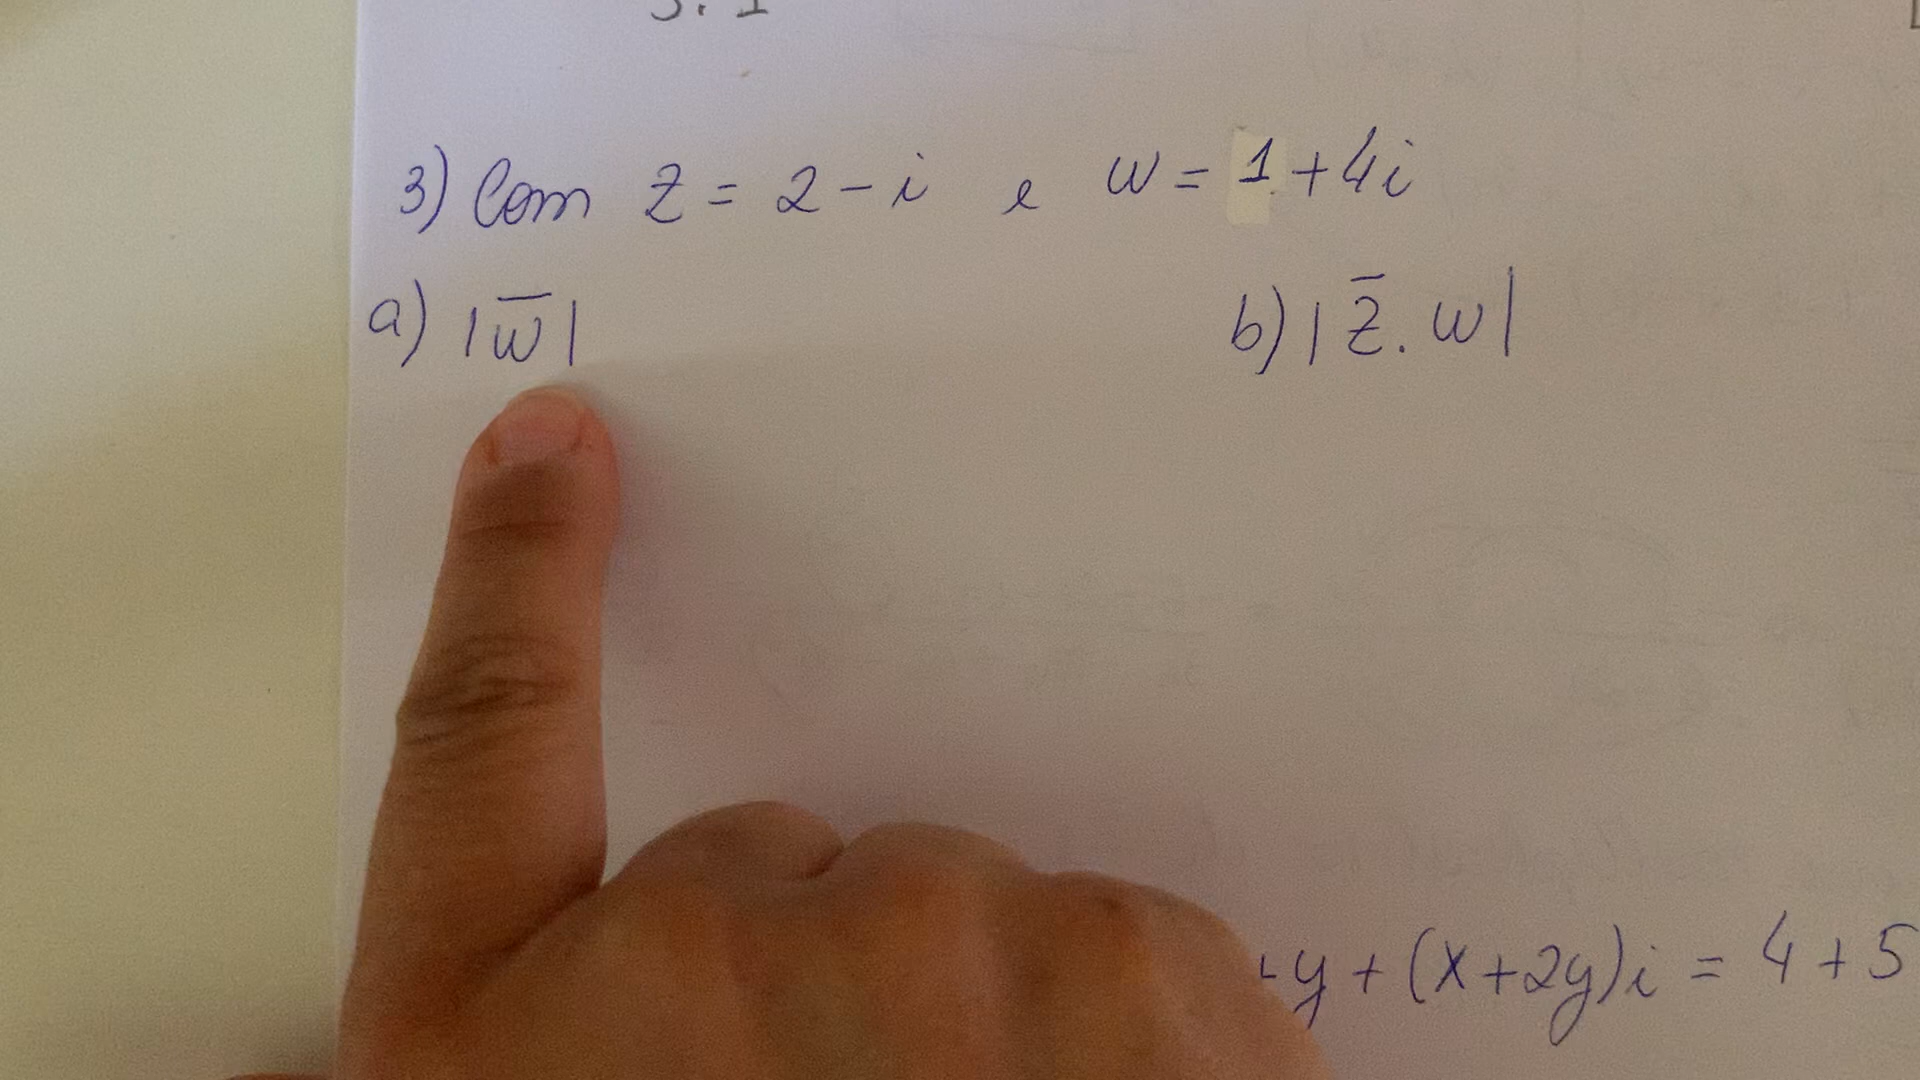 3) Com z = 2 - i e w = 1 + 4i
a) |w̅| b) |z̅ . w|
y + (x+2y)i = 4 + 5